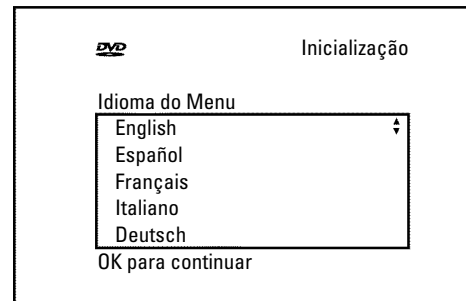 DVD
Inicialização
Idioma do Menu
English
Español
Français
Italiano
Deutsch
OK para continuar